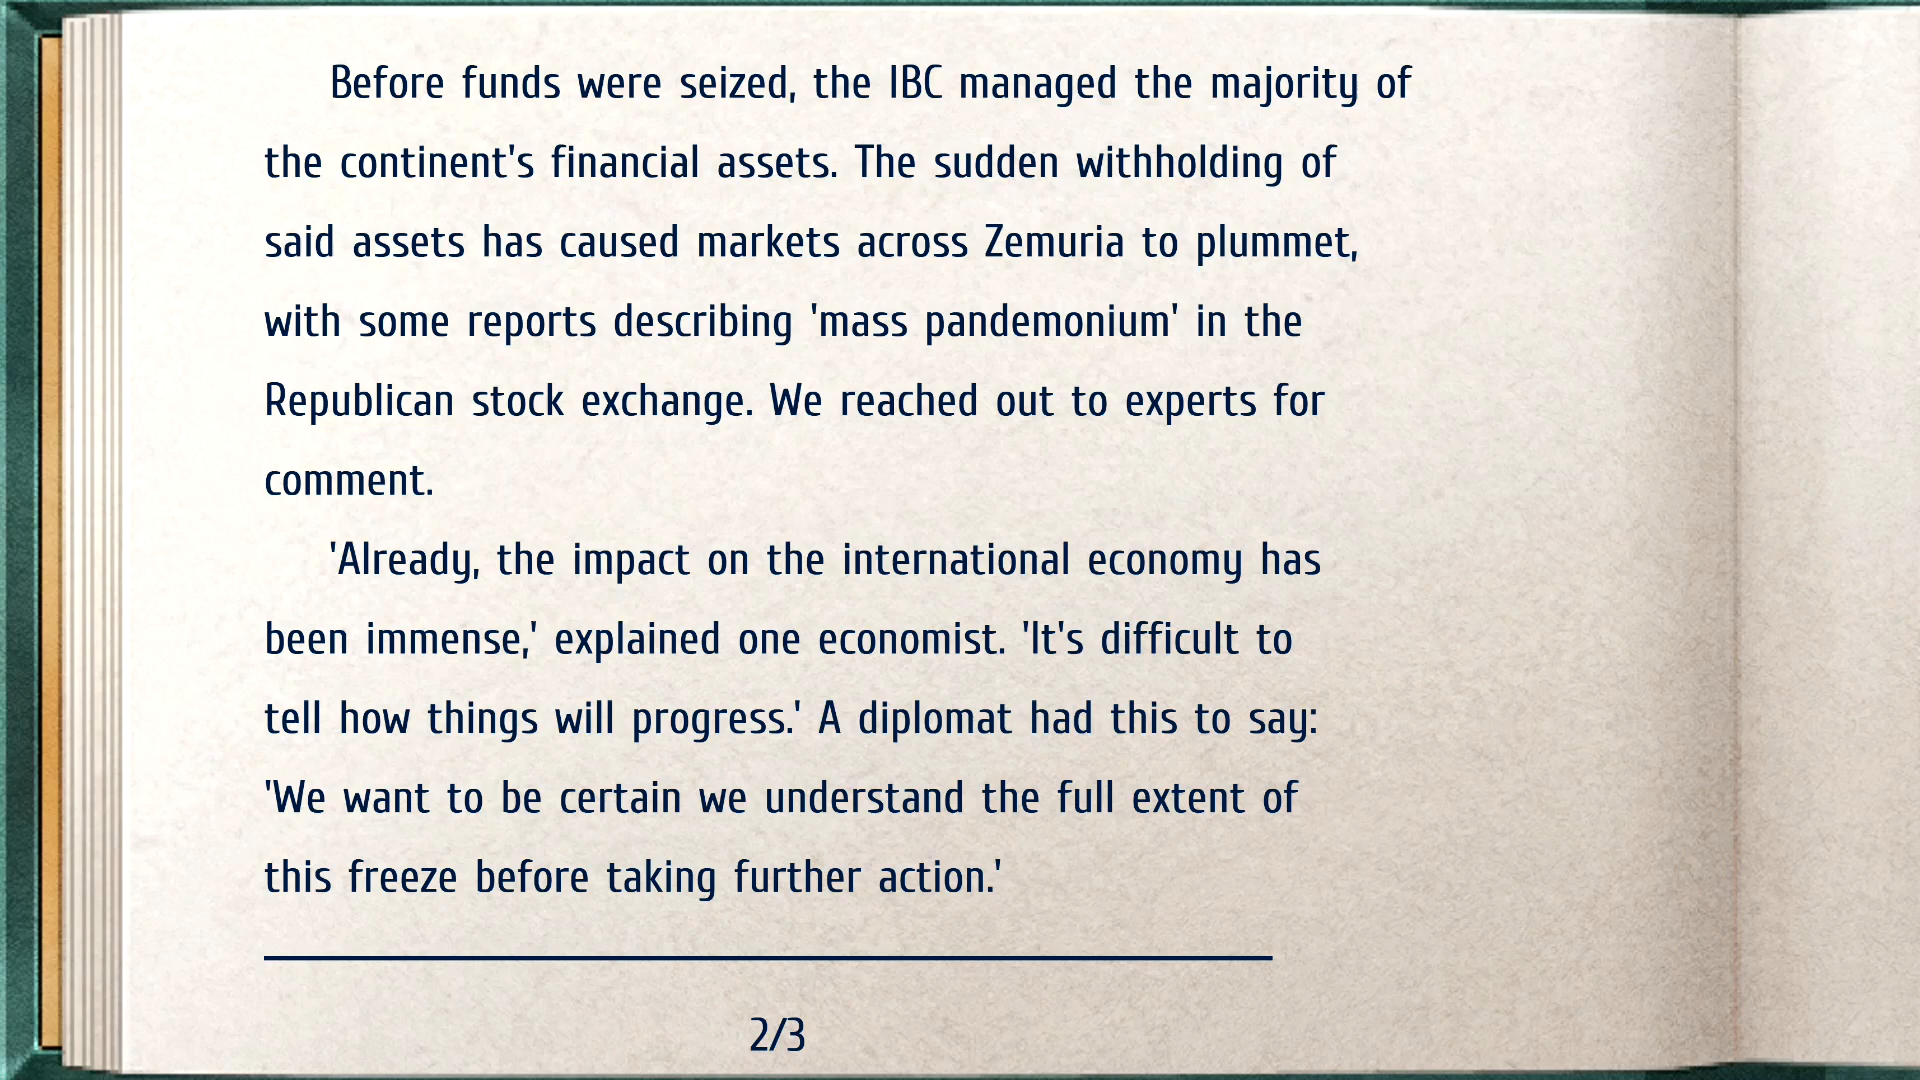 Before funds were seized, the IBC managed the majority of
the continent's financial assets. The sudden withholding of
said assets has caused markets across Zemuria to plummet,
with some reports describing 'mass pandemonium' in the
Republican stock exchange. We reached out to experts for
comment.
'Already, the impact on the international economy has
been immense,' explained one economist. 'It's difficult to
tell how things will progress.' A diplomat had this to say:
'We want to be certain we understand the full extent of
this freeze before taking further action.'
2/3